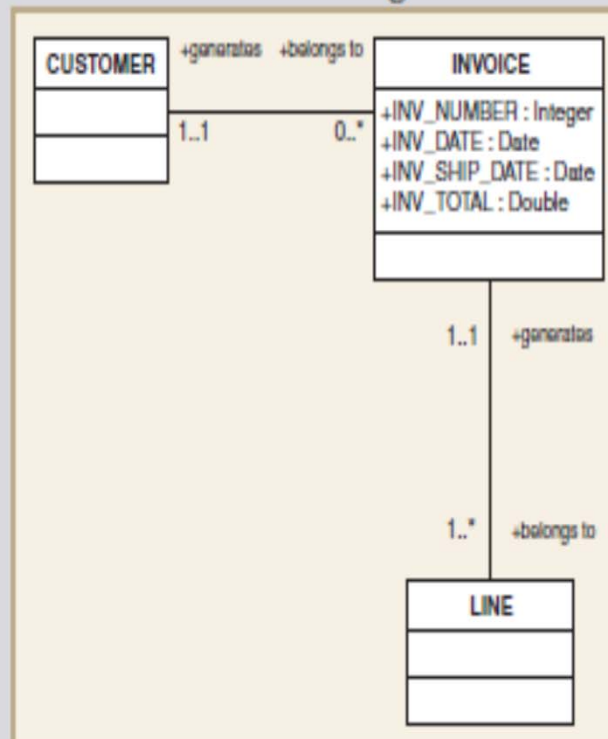 CUSTOMER
+generates +belongs to
1..1 0..*
INVOICE
+INV_NUMBER : Integer
+INV_DATE : Date
+INV_SHIP_DATE : Date
+INV_TOTAL : Double
1..1 +generates
1..* +belongs to
LINE